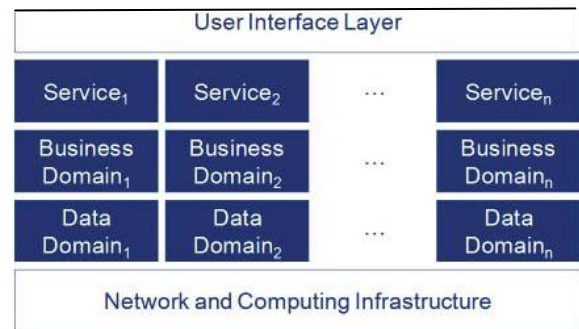 User Interface Layer
Service₁ Service₂ ... Serviceₙ
Business Business ... Business
Domain₁ Domain₂ Domainₙ
Data Data ... Data
Domain₁ Domain₂ Domainₙ
Network and Computing Infrastructure